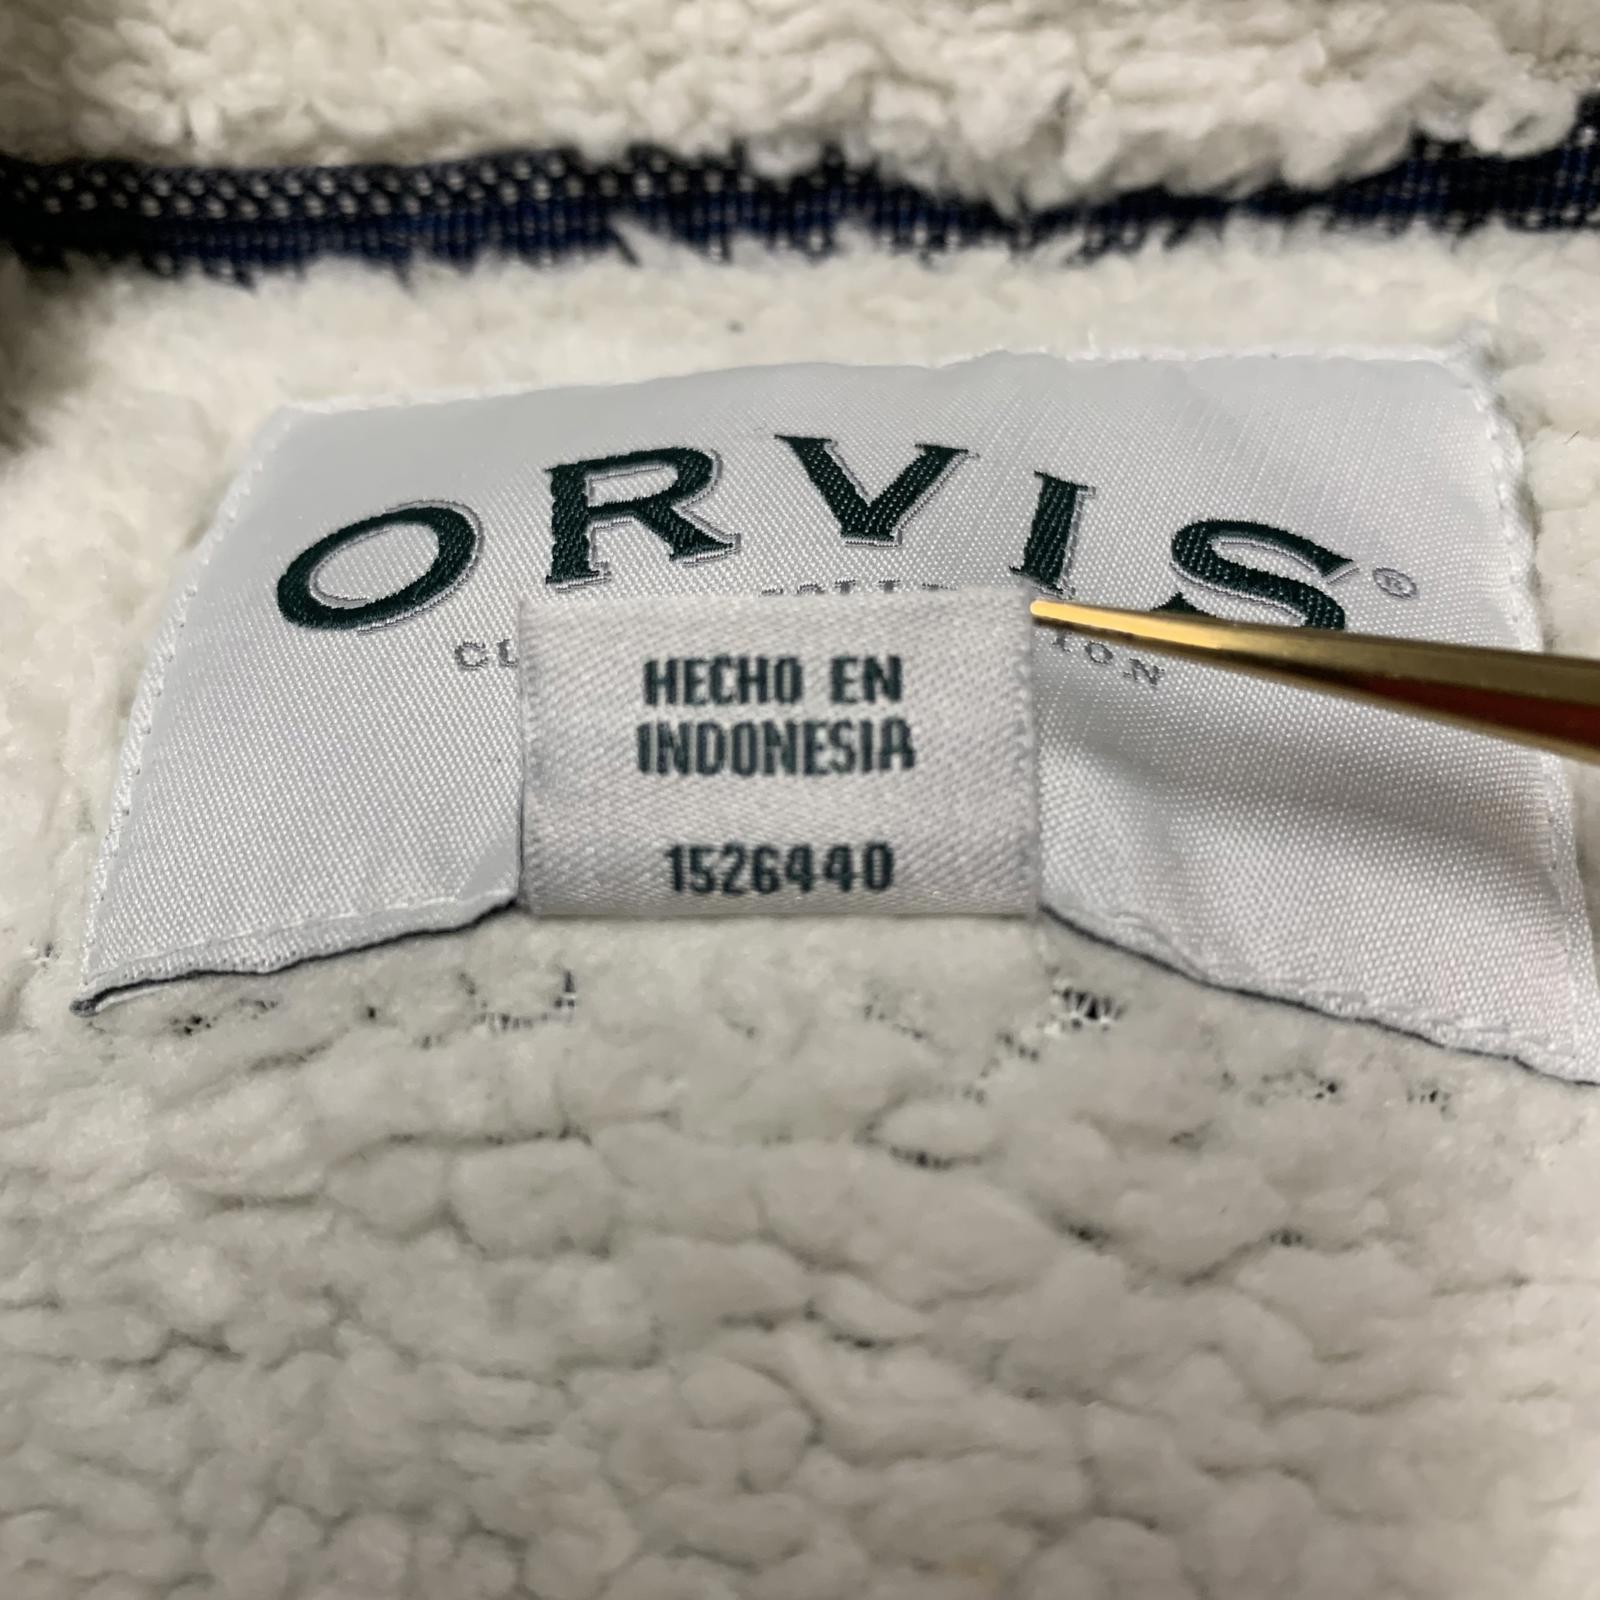 ORVIS®
HECHO EN
INDONESIA
1526440